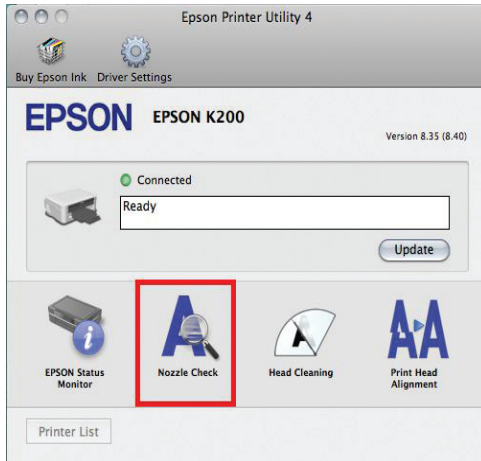 Epson Printer Utility 4
Buy Epson Ink Driver Settings
EPSON EPSON K200
Version 8.35 (8.40)
Connected
Ready
Update
A A A A
i
EPSON Status
Monitor
Nozzle Check
Head Cleaning
Print Head
Alignment
Printer List